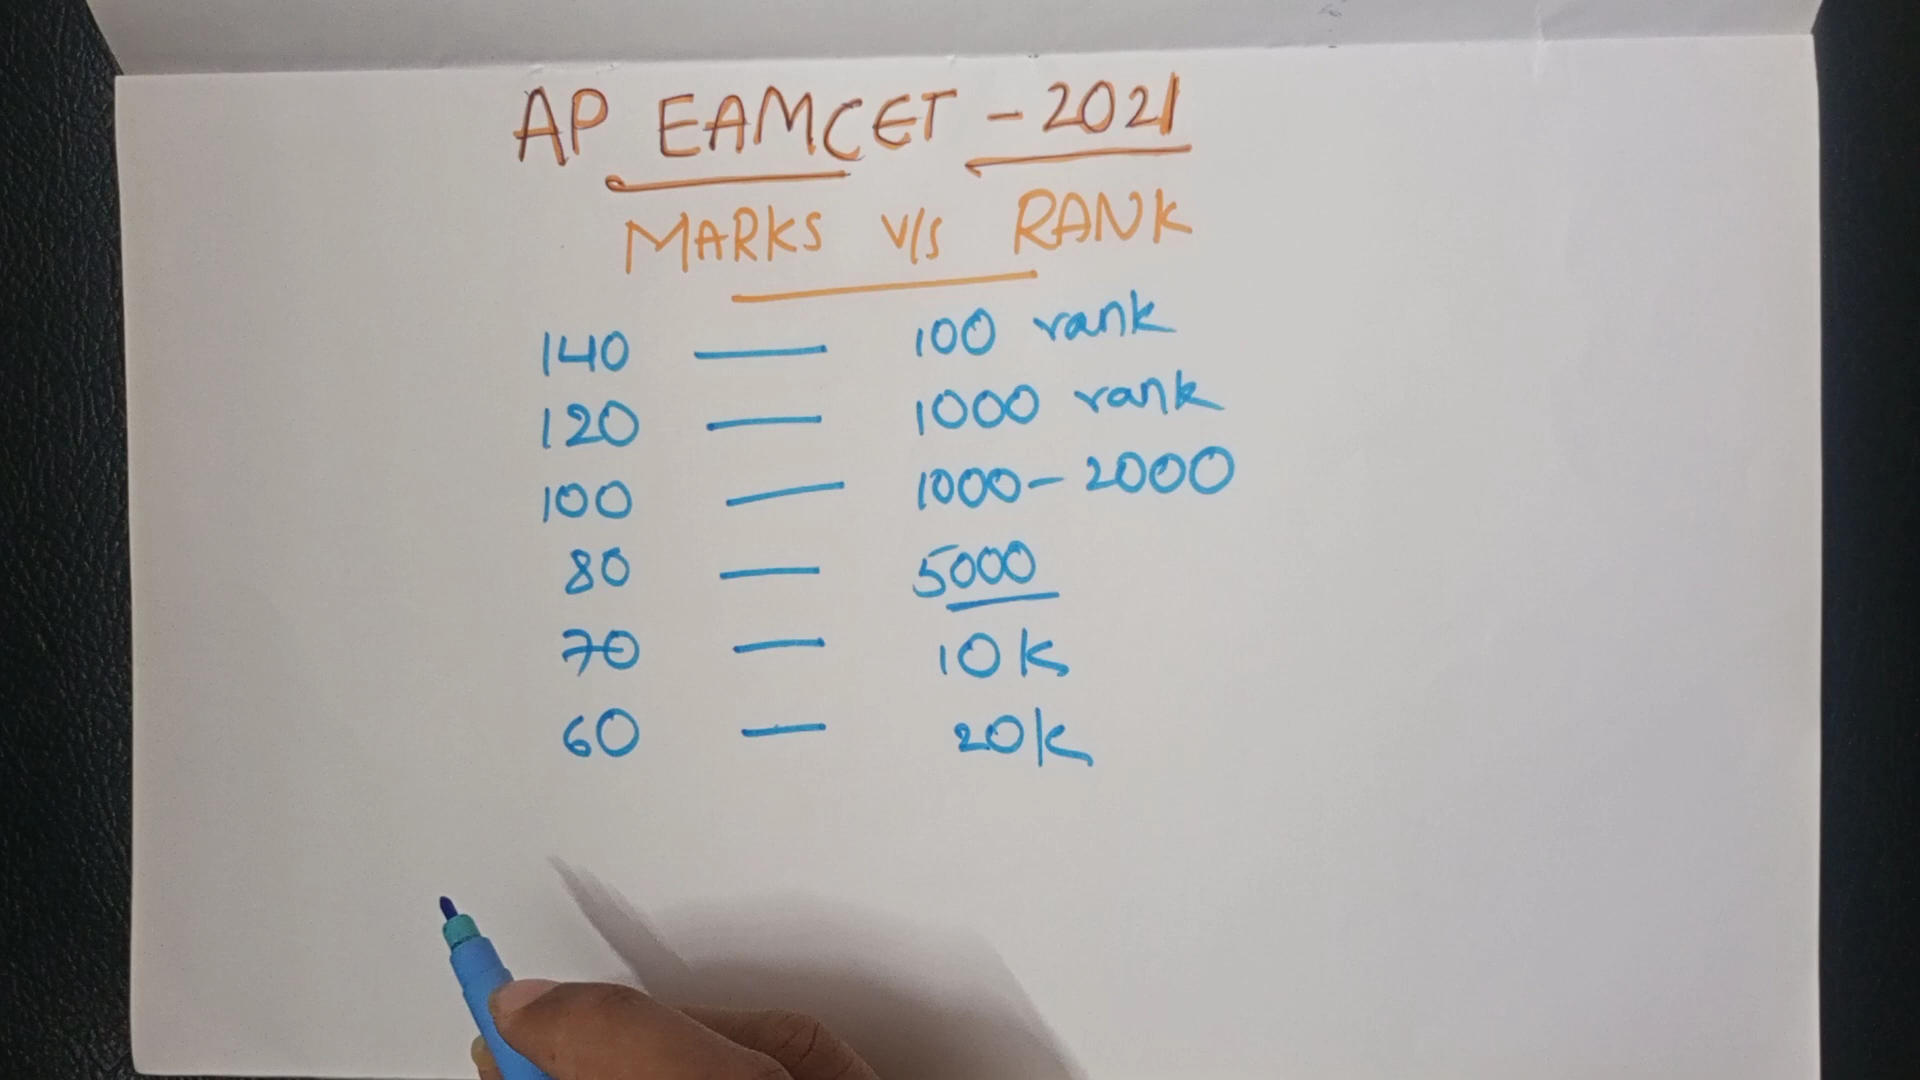 AP EAMCET - 2021
MARKS V/S RANK
140 — 100 rank
120 — 1000 rank
100 — 1000 - 2000
80 — 5000
70 — 10k
60 — 20k